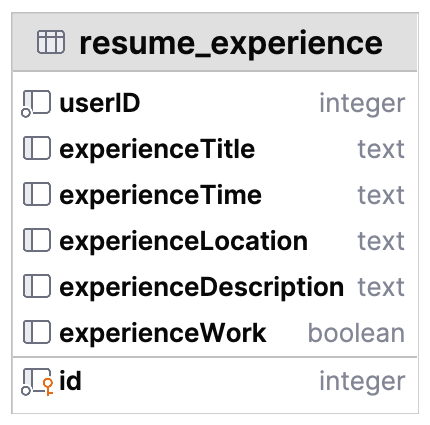 resume_experience
userID integer
experienceTitle text
experienceTime text
experienceLocation text
experienceDescription text
experienceWork boolean
id integer